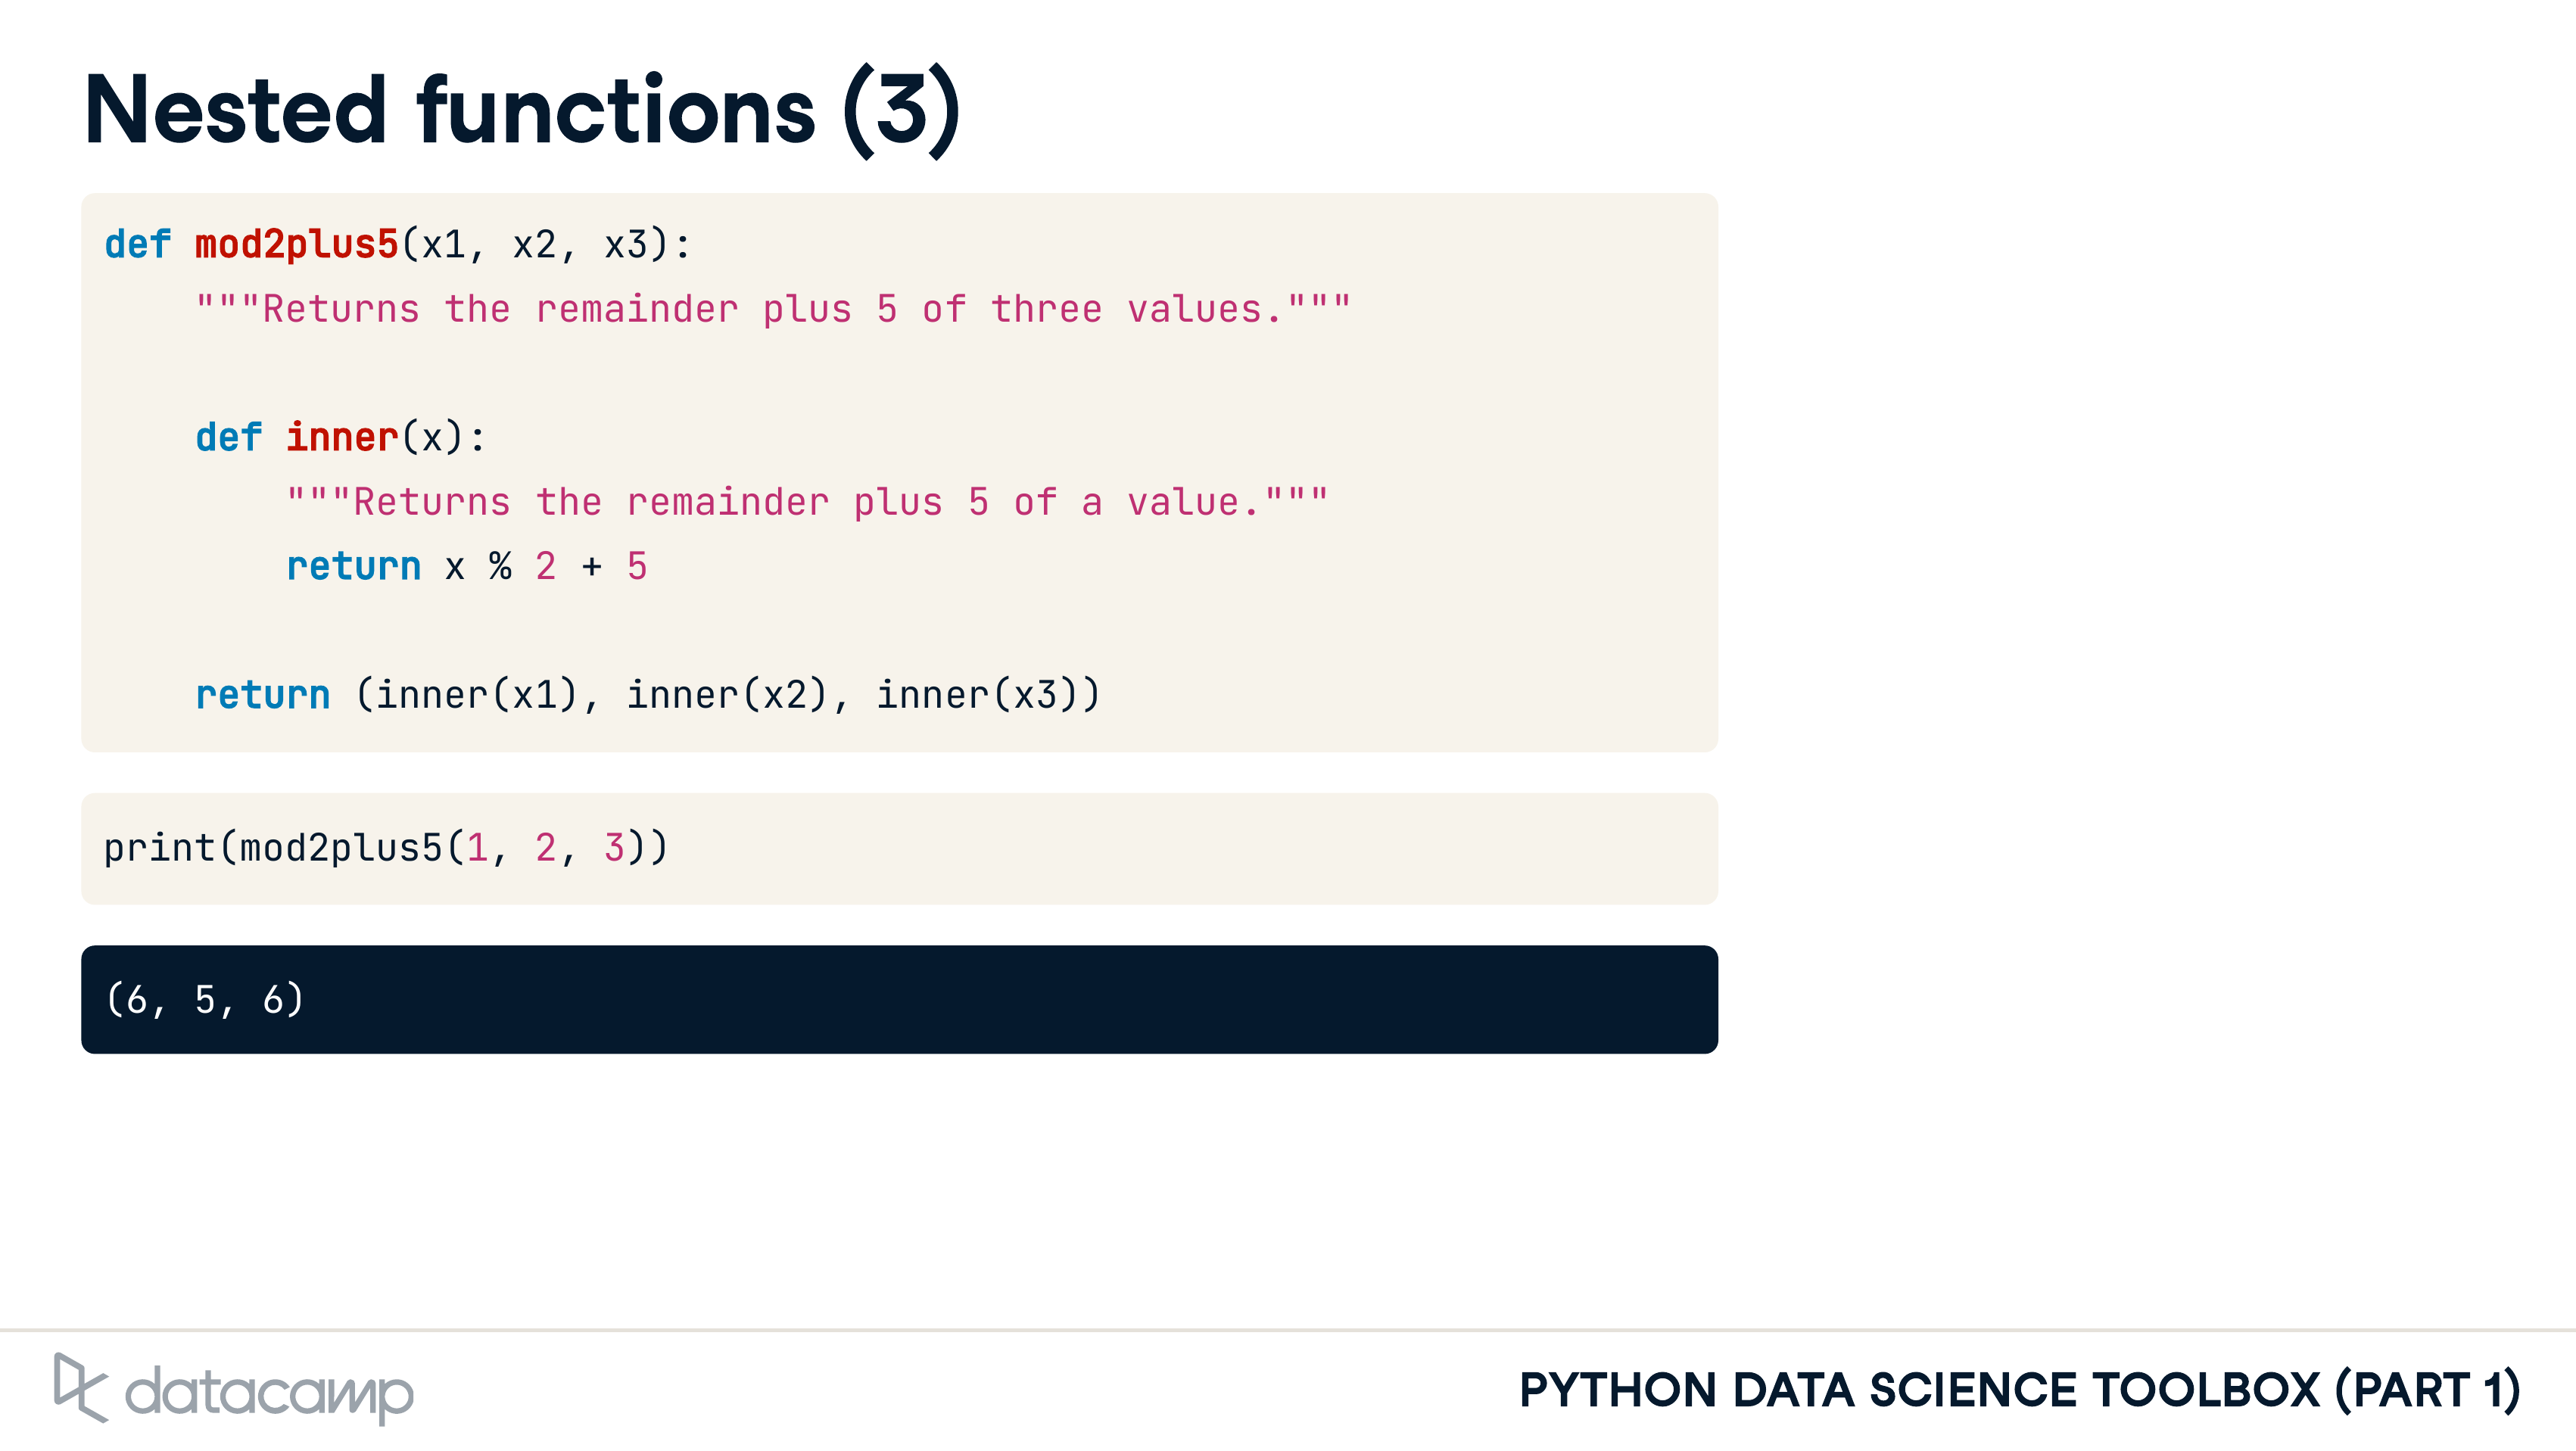 Nested functions (3)
def mod2plus5(x1, x2, x3):
    """Returns the remainder plus 5 of three values."""
    def inner(x):
        """Returns the remainder plus 5 of a value."""
        return x % 2 + 5
    return (inner(x1), inner(x2), inner(x3))
print(mod2plus5(1, 2, 3))
(6, 5, 6)
datacamp
PYTHON DATA SCIENCE TOOLBOX (PART 1)